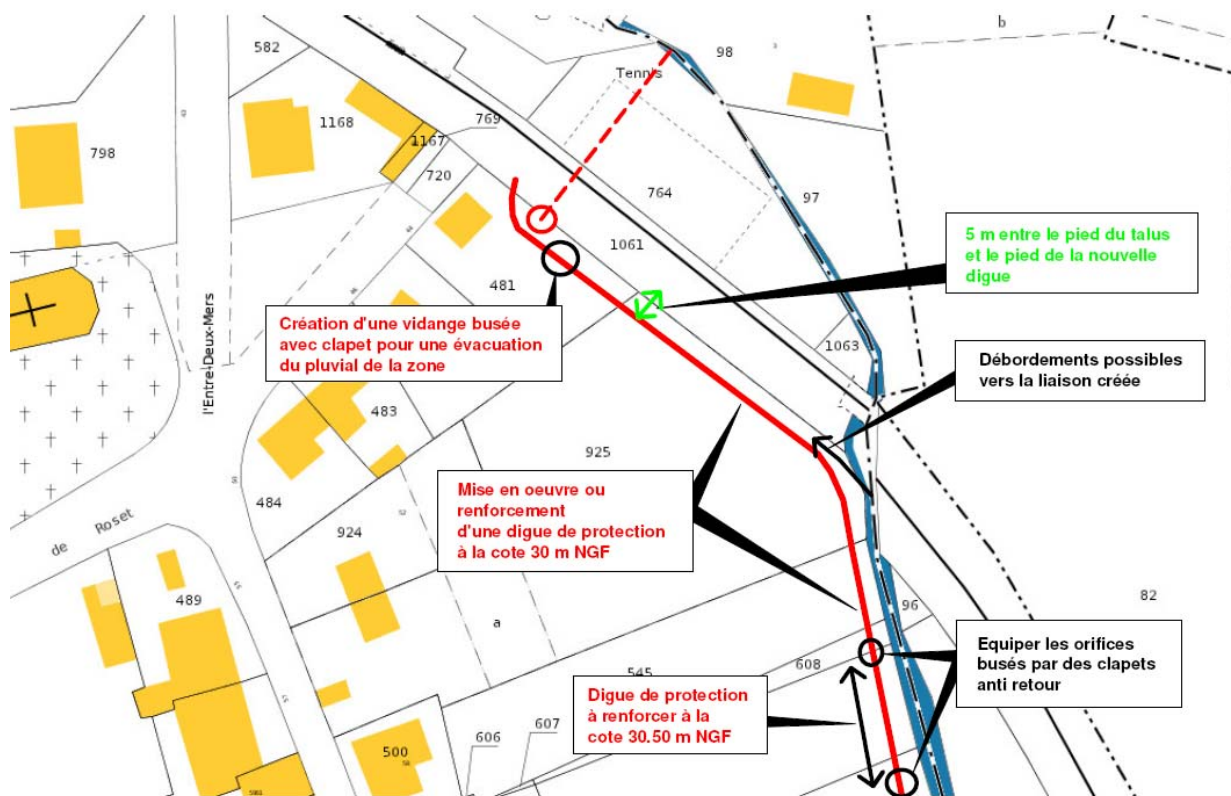 582
98
b
Tennis
798
1168
1167
769
720
764
97
1061
481
5 m entre le pied du talus
et le pied de la nouvelle
digue
Création d'une vidange busée
avec clapet pour une évacuation
du pluvial de la zone
l'Entre-Deux-Mers
1063
Débordements possibles
vers la liaison créée
483
925
484
Mise en oeuvre ou
renforcement
d'une digue de protection
à la cote 30 m NGF
de Roset
924
489
a
96
82
545
608
Equiper les orifices
busés par des clapets
anti retour
Digue de protection
à renforcer à la
cote 30.50 m NGF
606
607
500